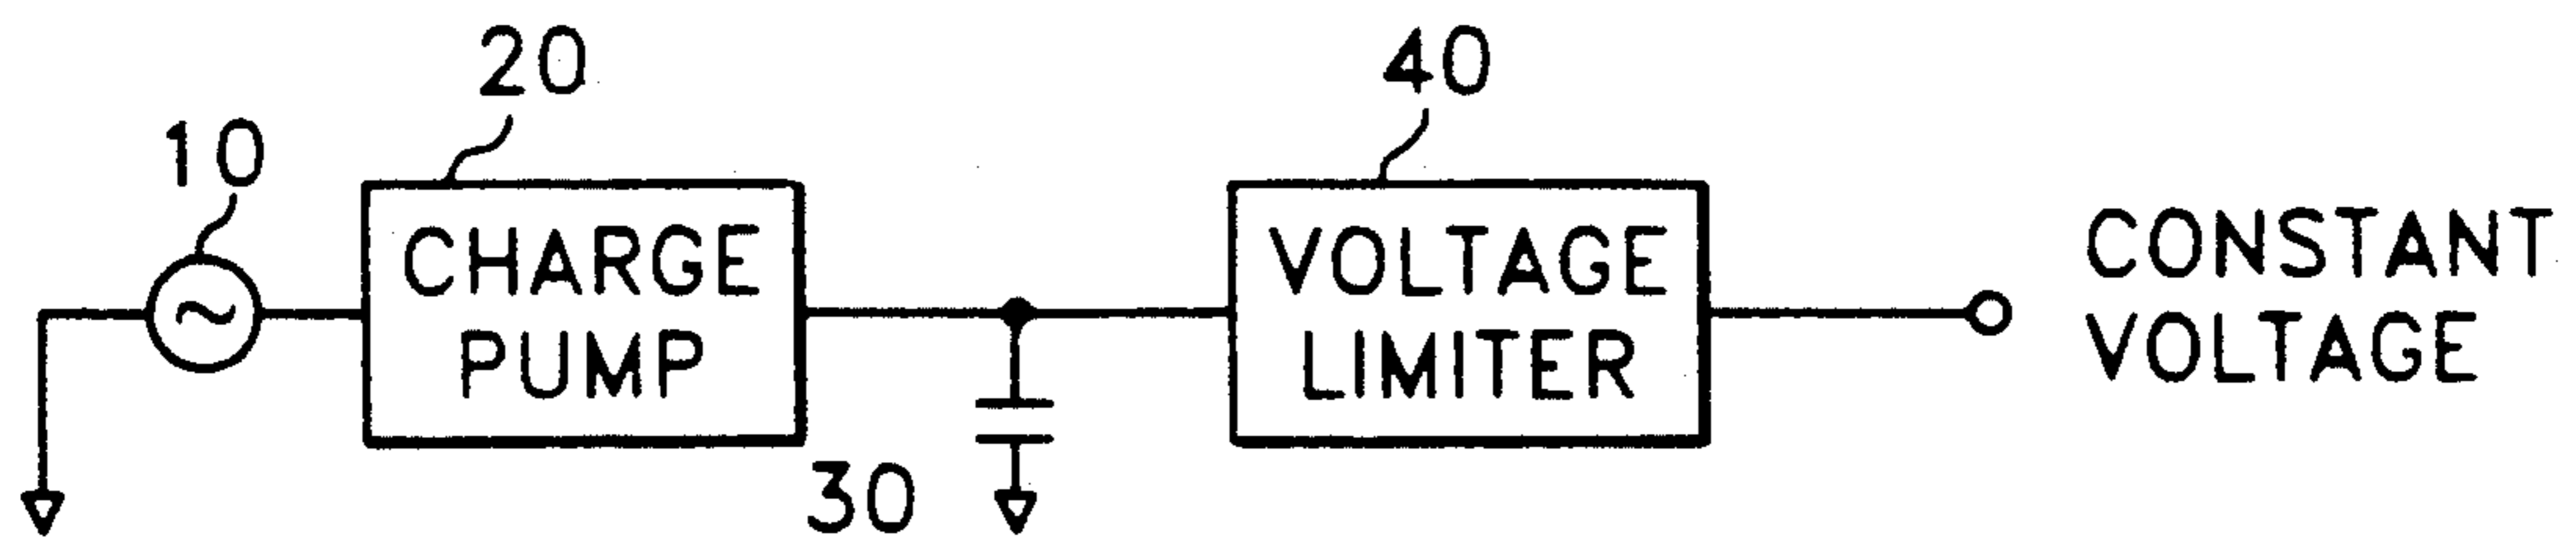 20
40
10
CHARGE
PUMP
VOLTAGE
LIMITER
CONSTANT
VOLTAGE
30